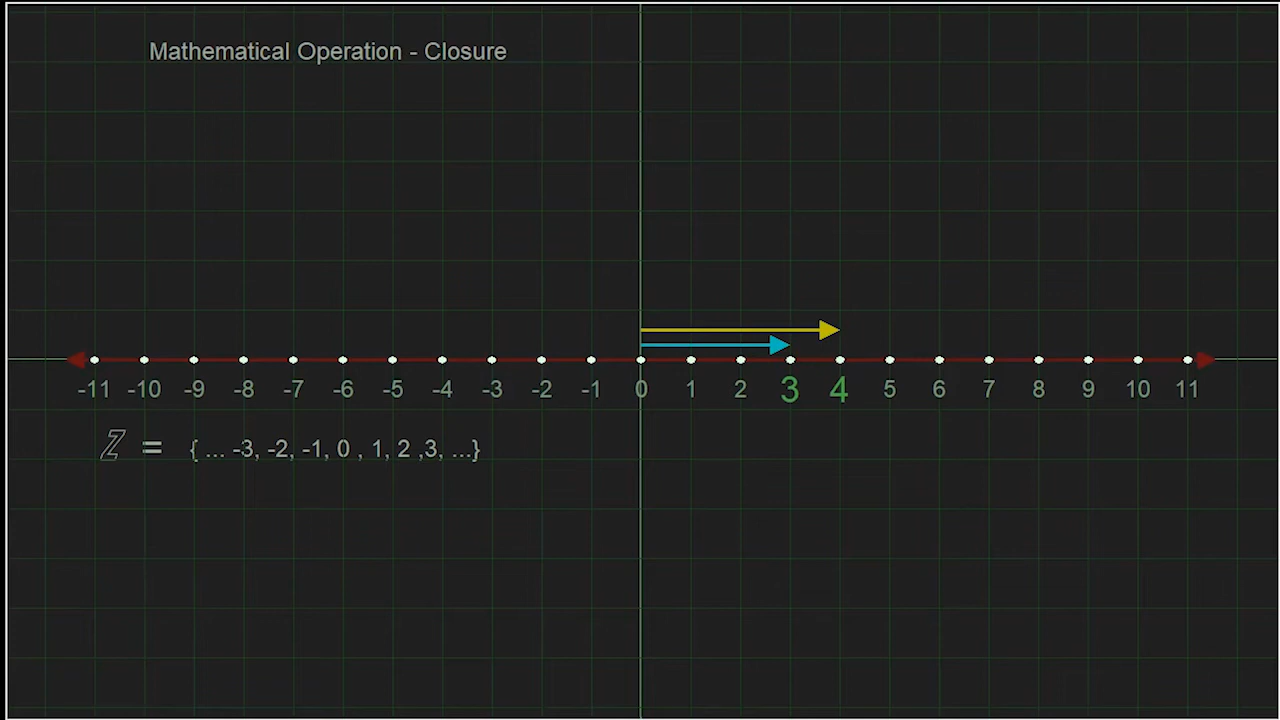 Mathematical Operation - Closure
-11 -10 -9 -8 -7 -6 -5 -4 -3 -2 -1 0 1 2 3 4 5 6 7 8 9 10 11
ℤ = { ... -3, -2, -1, 0 , 1, 2 ,3, ...}